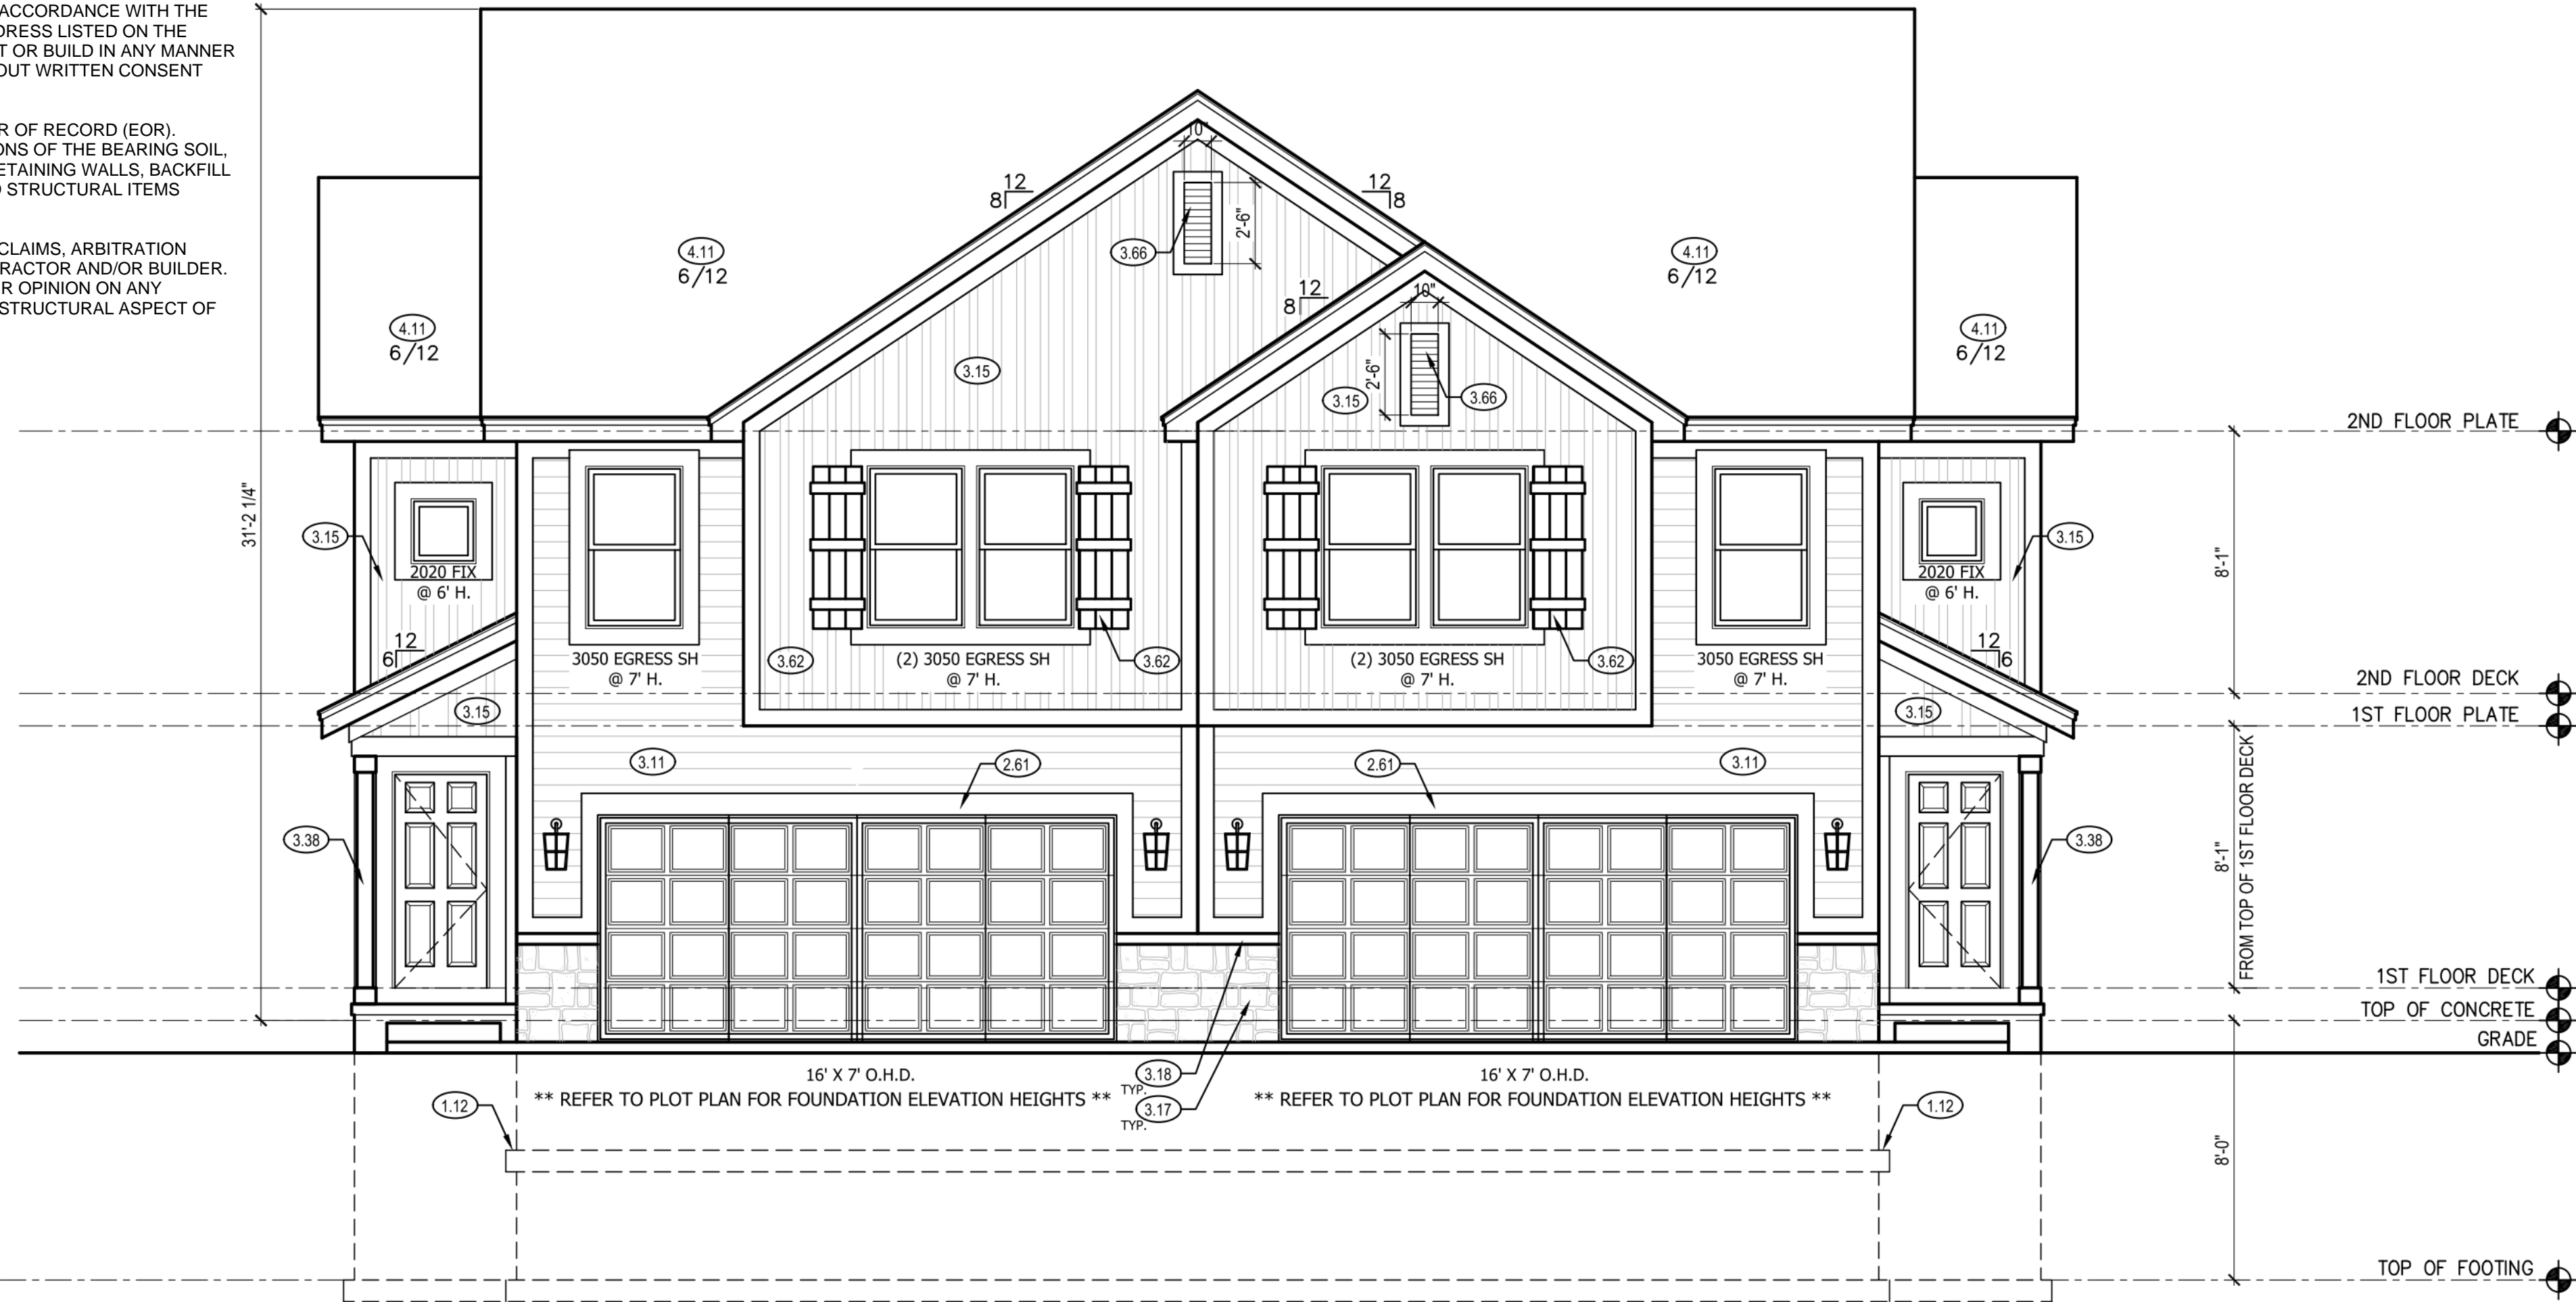 ACCORDANCE WITH THE
DRESS LISTED ON THE
T OR BUILD IN ANY MANNER
OUT WRITTEN CONSENT
R OF RECORD (EOR).
ONS OF THE BEARING SOIL,
ETAINING WALLS, BACKFILL
STRUCTURAL ITEMS
CLAIMS, ARBITRATION
RACTOR AND/OR BUILDER.
R OPINION ON ANY
STRUCTURAL ASPECT OF
31'-2 1/4"
10"
12
8
12
8
2'-6"
3.66
4.11
6/12
4.11
6/12
12
8
10"
4.11
6/12
4.11
6/12
3.15
2'-6"
3.15
3.66
2ND FLOOR PLATE
3.15
2020 FIX
@ 6' H.
2020 FIX
@ 6' H.
3.15
8'-1"
12
6
3050 EGRESS SH
@ 7' H.
3.62
(2) 3050 EGRESS SH
@ 7' H.
3.62
(2) 3050 EGRESS SH
@ 7' H.
3.62
3050 EGRESS SH
@ 7' H.
12
6
2ND FLOOR DECK
3.15
3.15
1ST FLOOR PLATE
3.11
2.61
2.61
3.11
3.38
3.38
8'-1"
FROM TOP OF 1ST FLOOR DECK
1ST FLOOR DECK
TOP OF CONCRETE
GRADE
16' X 7' O.H.D.
** REFER TO PLOT PLAN FOR FOUNDATION ELEVATION HEIGHTS **
3.18
TYP.
3.17
TYP.
16' X 7' O.H.D.
** REFER TO PLOT PLAN FOR FOUNDATION ELEVATION HEIGHTS **
1.12
1.12
8'-0"
TOP OF FOOTING